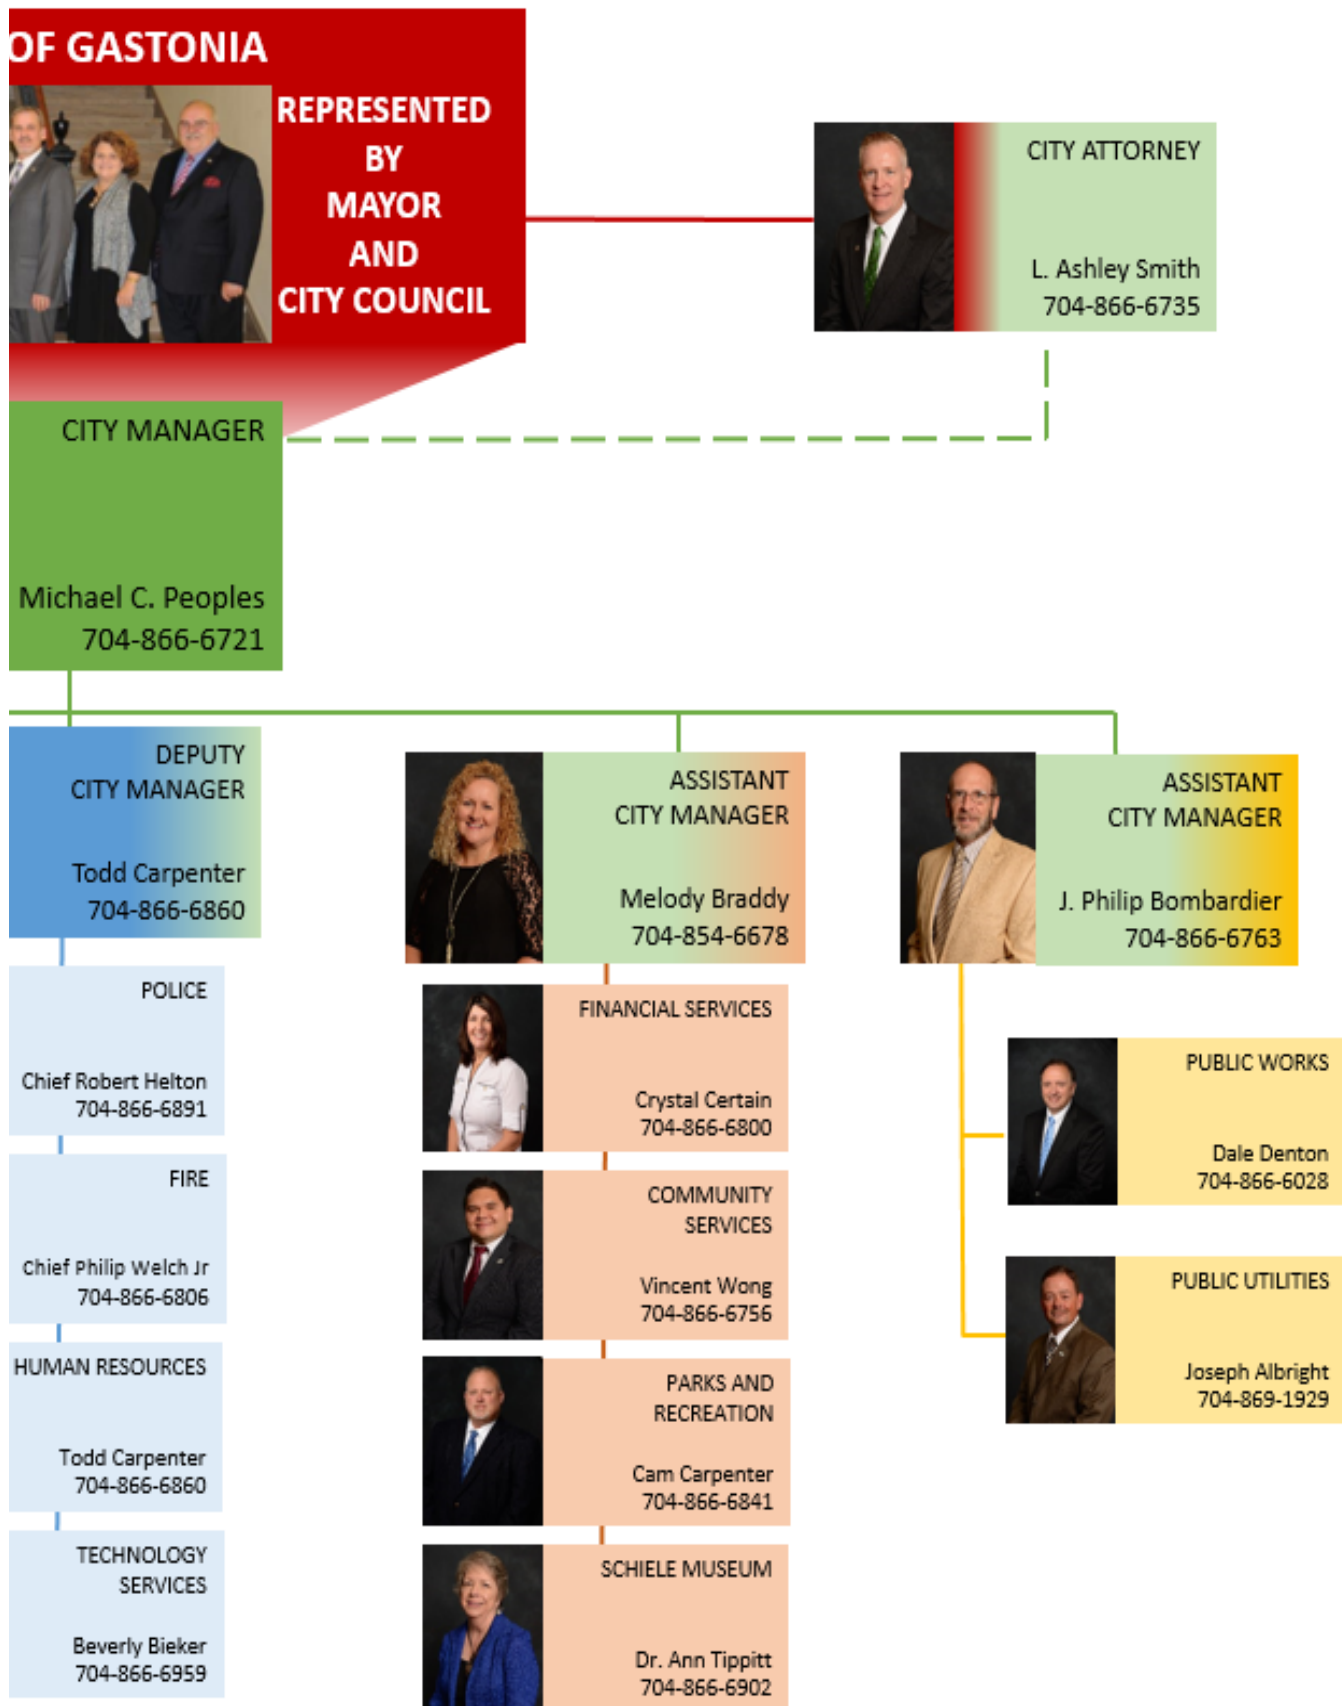 OF GASTONIA
REPRESENTED
BY
MAYOR
AND
CITY COUNCIL
CITY ATTORNEY
L. Ashley Smith
704-866-6735
CITY MANAGER
Michael C. Peoples
704-866-6721
DEPUTY
CITY MANAGER
Todd Carpenter
704-866-6860
POLICE
Chief Robert Helton
704-866-6891
FIRE
Chief Philip Welch Jr
704-866-6806
HUMAN RESOURCES
Todd Carpenter
704-866-6860
TECHNOLOGY
SERVICES
Beverly Bieker
704-866-6959
ASSISTANT
CITY MANAGER
Melody Braddy
704-854-6678
FINANCIAL SERVICES
Crystal Certain
704-866-6800
COMMUNITY
SERVICES
Vincent Wong
704-866-6756
PARKS AND
RECREATION
Cam Carpenter
704-866-6841
SCHIELE MUSEUM
Dr. Ann Tippitt
704-866-6902
ASSISTANT
CITY MANAGER
J. Philip Bombardier
704-866-6763
PUBLIC WORKS
Dale Denton
704-866-6028
PUBLIC UTILITIES
Joseph Albright
704-869-1929